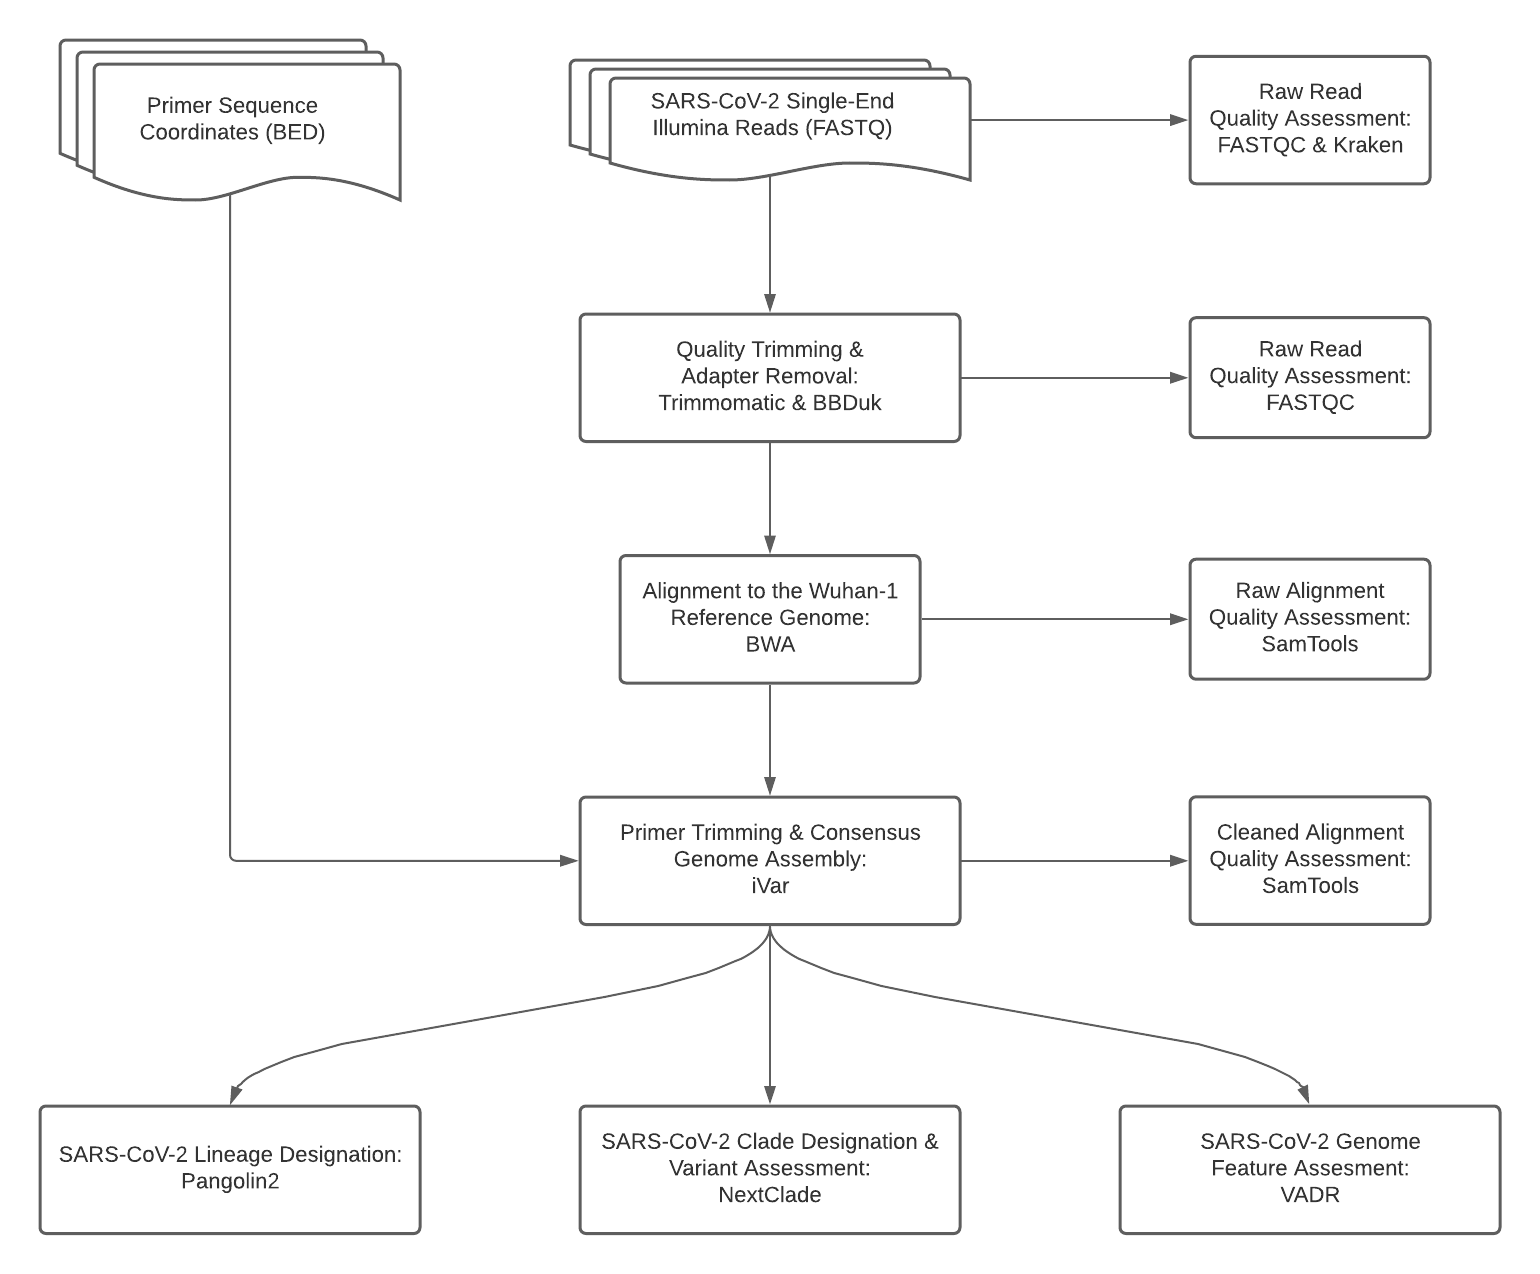 Primer Sequence
Coordinates (BED)
SARS-CoV-2 Single-End
Illumina Reads (FASTQ)
Raw Read
Quality Assessment:
FASTQC & Kraken
Quality Trimming &
Adapter Removal:
Trimmomatic & BBDuk
Raw Read
Quality Assessment:
FASTQC
Alignment to the Wuhan-1
Reference Genome:
BWA
Raw Alignment
Quality Assessment:
SamTools
Primer Trimming & Consensus
Genome Assembly:
iVar
Cleaned Alignment
Quality Assessment:
SamTools
SARS-CoV-2 Lineage Designation:
Pangolin2
SARS-CoV-2 Clade Designation &
Variant Assessment:
NextClade
SARS-CoV-2 Genome
Feature Assesment:
VADR